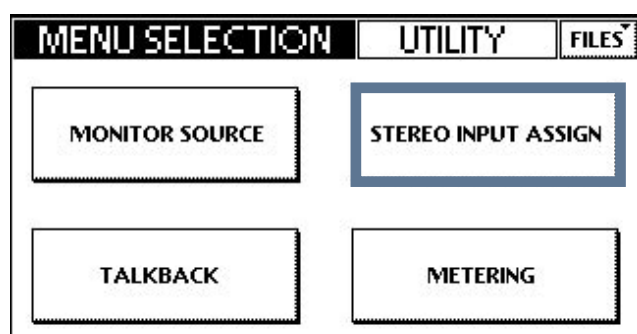 MENU SELECTION UTILITY FILES
MONITOR SOURCE STEREO INPUT ASSIGN
TALKBACK METERING